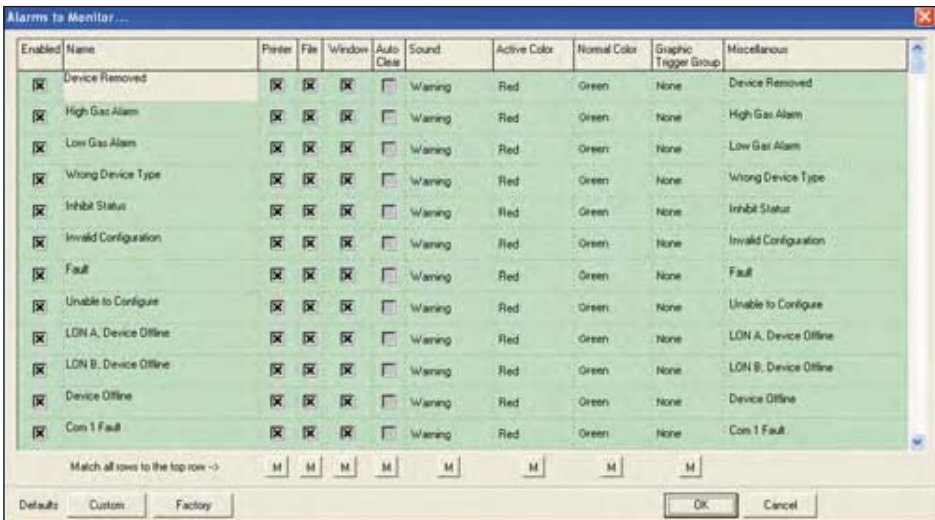 Alarms to Monitor...
Enabled Name Printer File Window Auto Clear Sound Active Color Normal Color Graphic Trigger Group Miscellanous
Device Removed Warning Red Green None Device Removed
High Gas Alarm Warning Red Green None High Gas Alarm
Low Gas Alarm Warning Red Green None Low Gas Alarm
Wrong Device Type Warning Red Green None Wrong Device Type
Inhibit Status Warning Red Green None Inhibit Status
Invalid Configuration Warning Red Green None Invalid Configuration
Fault Warning Red Green None Fault
Unable to Configure Warning Red Green None Unable to Configure
LON A, Device Offline Warning Red Green None LON A, Device Offline
LON B, Device Offline Warning Red Green None LON B, Device Offline
Device Offline Warning Red Green None Device Offline
Com 1 Fault Warning Red Green None Com 1 Fault
Match all rows to the top row -> M M M M M M M M
Defaults Custom Factory OK Cancel